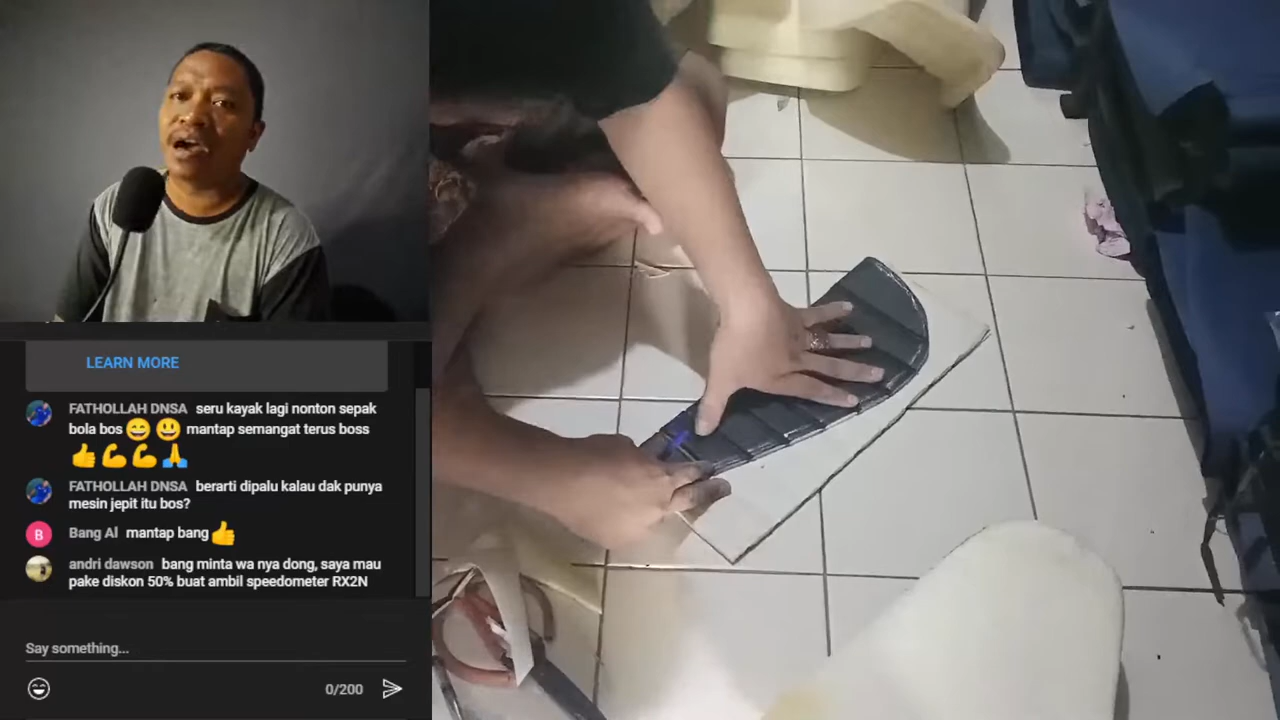 LEARN MORE
FATHOLLAH DNSA seru kayak lagi nonton sepak
bola bos😄😃 mantap semangat terus boss
👍💪💪🙏
FATHOLLAH DNSA berarti dipalu kalau dak punya
mesin jepit itu bos?
B
Bang Al mantap bang👍
andri dawson bang minta wa nya dong, saya mau
pake diskon 50% buat ambil speedometer RX2N
Say something...
0/200